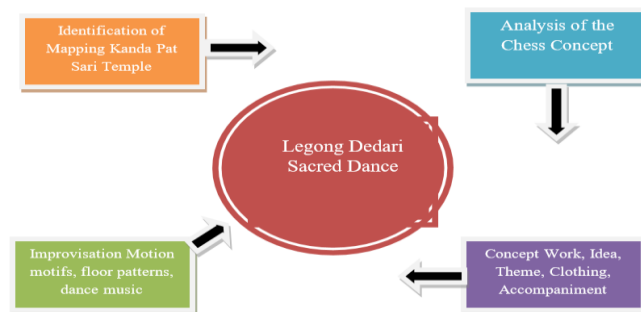 Identification of
Mapping Kanda Pat
Sari Temple
Analysis of the
Chess Concept
Legong Dedari
Sacred Dance
Improvisation Motion
motifs, floor patterns,
dance music
Concept Work, Idea,
Theme, Clothing,
Accompaniment